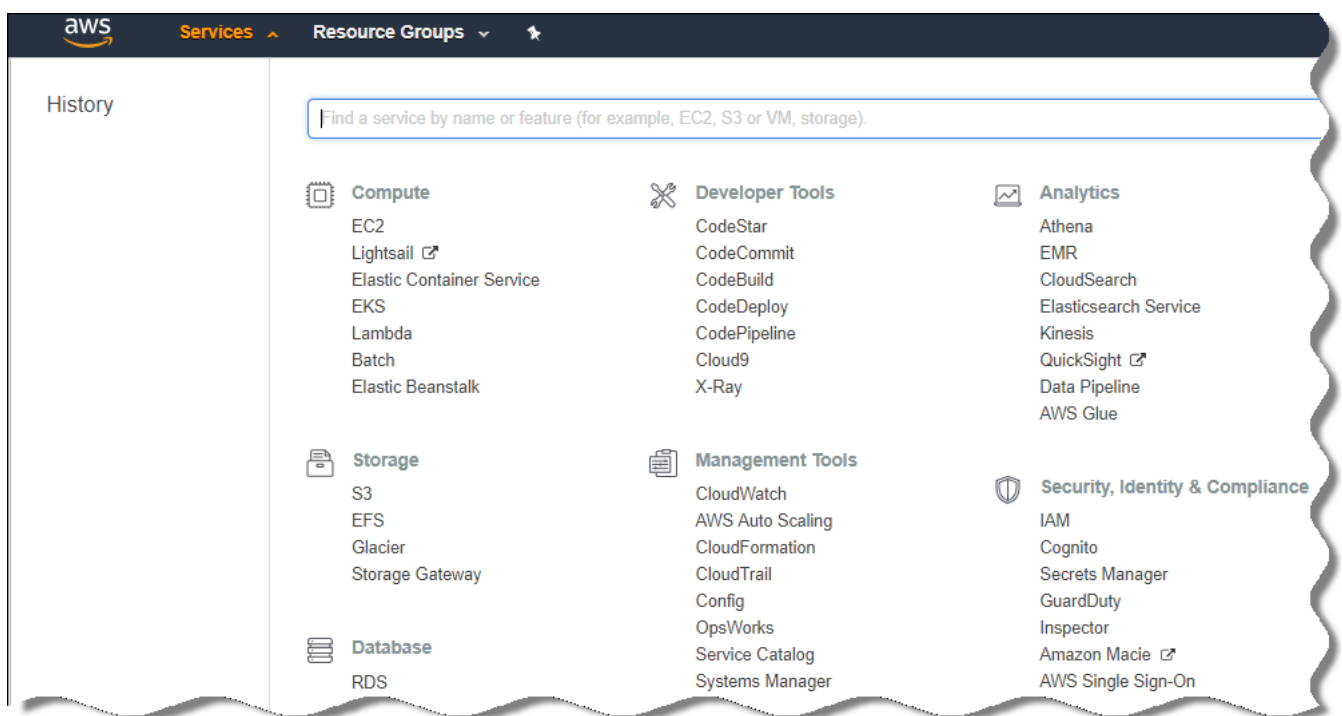 aws Services Resource Groups
History
Find a service by name or feature (for example, EC2, S3 or VM, storage).
Compute
EC2
Lightsail
Elastic Container Service
EKS
Lambda
Batch
Elastic Beanstalk
Storage
S3
EFS
Glacier
Storage Gateway
Database
RDS
Developer Tools
CodeStar
CodeCommit
CodeBuild
CodeDeploy
CodePipeline
Cloud9
X-Ray
Management Tools
CloudWatch
AWS Auto Scaling
CloudFormation
CloudTrail
Config
OpsWorks
Service Catalog
Systems Manager
Analytics
Athena
EMR
CloudSearch
Elasticsearch Service
Kinesis
QuickSight
Data Pipeline
AWS Glue
Security, Identity & Compliance
IAM
Cognito
Secrets Manager
GuardDuty
Inspector
Amazon Macie
AWS Single Sign-On